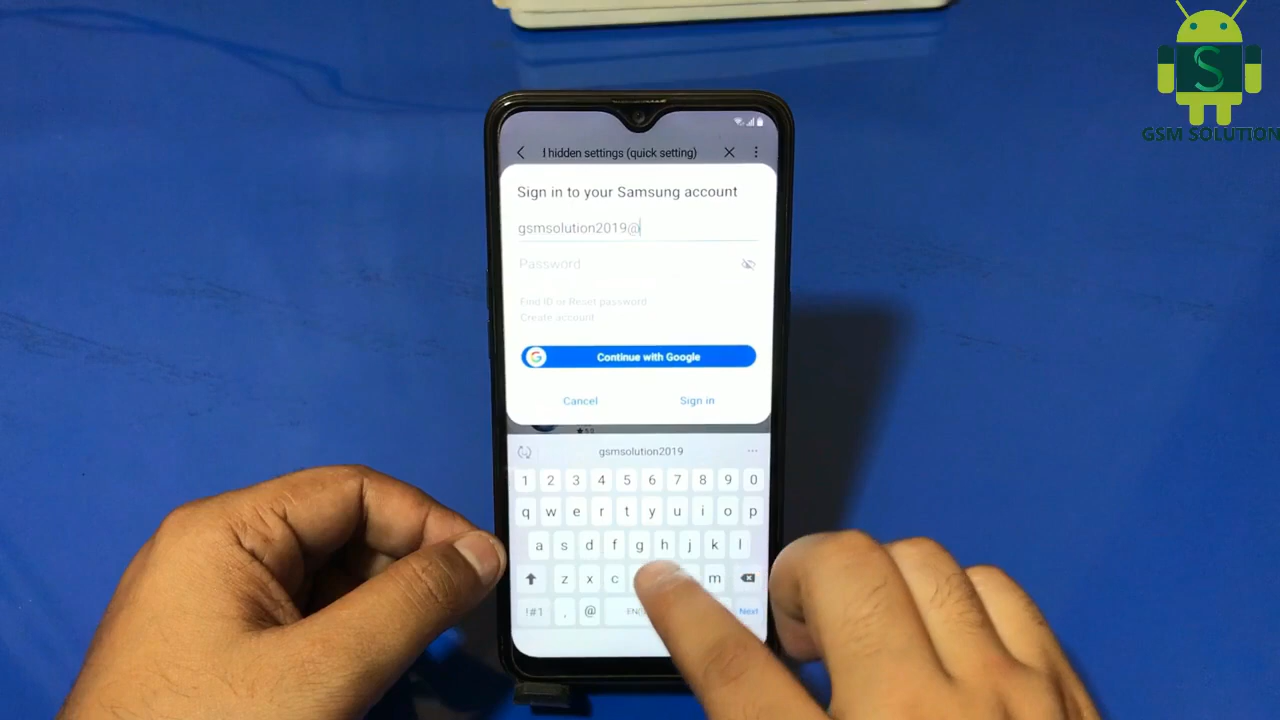 S
GSM SOLUTION
l hidden settings (quick setting)
Sign in to your Samsung account
gsmsolution2019@
Password
Find ID or Reset password
Create account
G Continue with Google
Cancel Sign in
5.0
gsmsolution2019
1 2 3 4 5 6 7 8 9 0
q w e r t y u i o p
a s d f g h j k l
z x c m
!#1 , @ Next